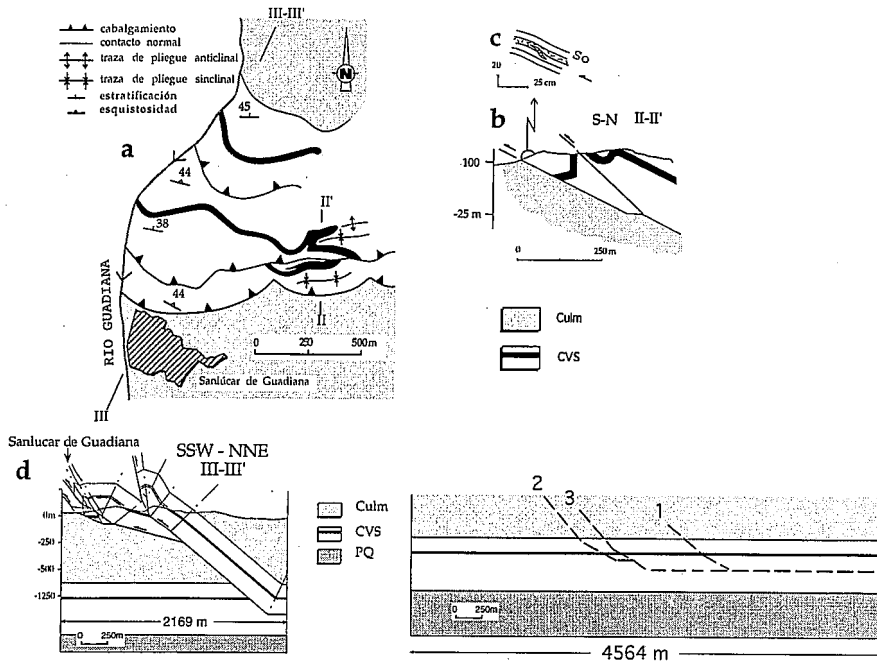 III-III'
cabalgamiento
contacto normal
traza de pliegue anticlinal
traza de pliegue sinclinal
estratificación
esquistosidad
N
a
45
44
38
44
II'
II
RIO GUADIANA
0 250 500m
Sanlúcar de Guadiana
III
c
So
20
25 cm
b
S-N II-II'
N
-100
-25 m
0 250 m
Culm
CVS
Sanlucar de Guadiana
d
SSW - NNE
III-III'
0m
-250
-500
-1250
2169 m
0 250m
Culm
CVS
PQ
2
3
1
0 250m
4564 m